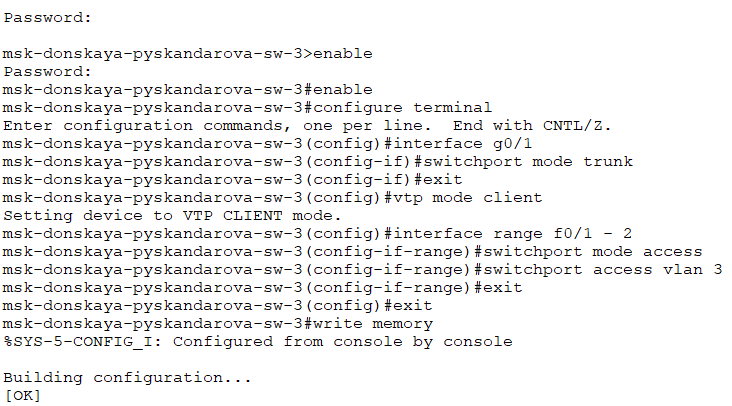 Password:
msk-donskaya-pyskandarova-sw-3>enable
Password:
msk-donskaya-pyskandarova-sw-3#enable
msk-donskaya-pyskandarova-sw-3#configure terminal
Enter configuration commands, one per line.  End with CNTL/Z.
msk-donskaya-pyskandarova-sw-3(config)#interface g0/1
msk-donskaya-pyskandarova-sw-3(config-if)#switchport mode trunk
msk-donskaya-pyskandarova-sw-3(config-if)#exit
msk-donskaya-pyskandarova-sw-3(config)#vtp mode client
Setting device to VTP CLIENT mode.
msk-donskaya-pyskandarova-sw-3(config)#interface range f0/1 - 2
msk-donskaya-pyskandarova-sw-3(config-if-range)#switchport mode access
msk-donskaya-pyskandarova-sw-3(config-if-range)#switchport access vlan 3
msk-donskaya-pyskandarova-sw-3(config-if-range)#exit
msk-donskaya-pyskandarova-sw-3(config)#exit
msk-donskaya-pyskandarova-sw-3#write memory
%SYS-5-CONFIG_I: Configured from console by console
Building configuration...
[OK]